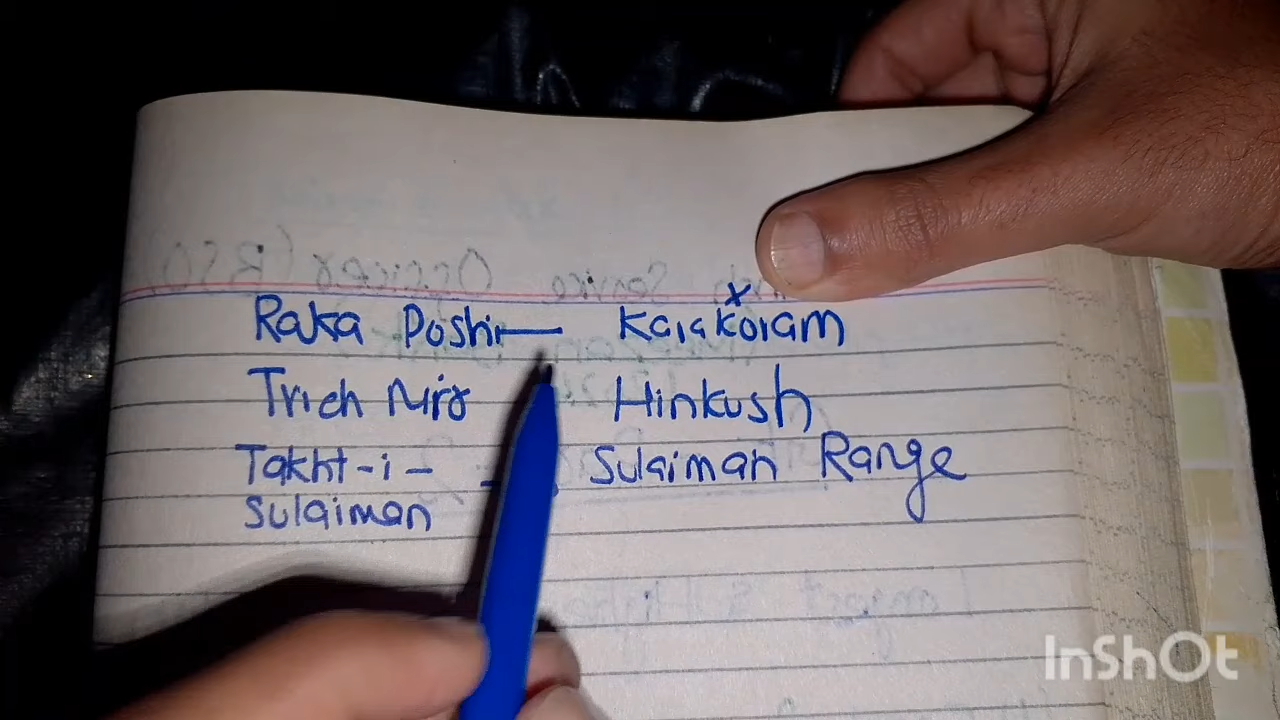 Raka Poshi — Karakoram
Trich Mir Hinkush
Takht-i- Sulaiman Range
Sulaiman
InShOt